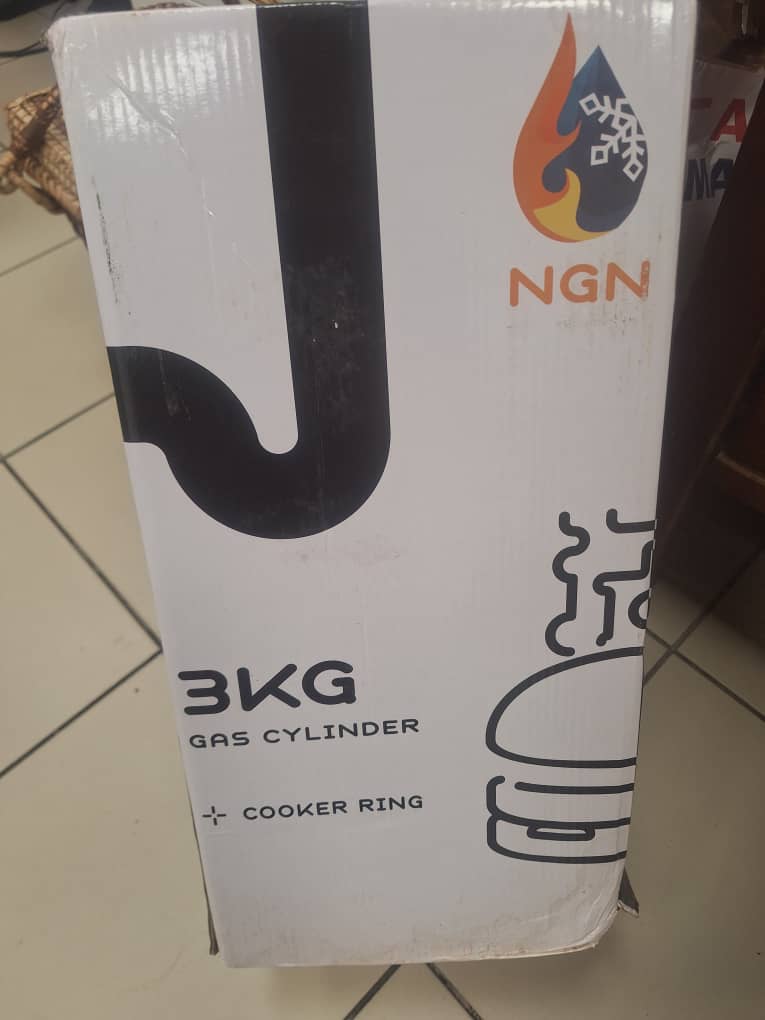 NGN
3KG
GAS CYLINDER
+ COOKER RING